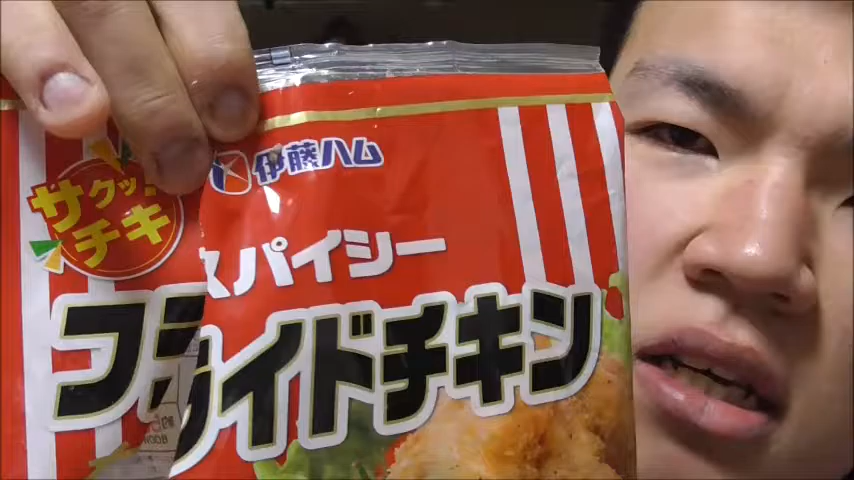 伊藤ハム
サクッ
チキ
スパイシー
フライドチキン